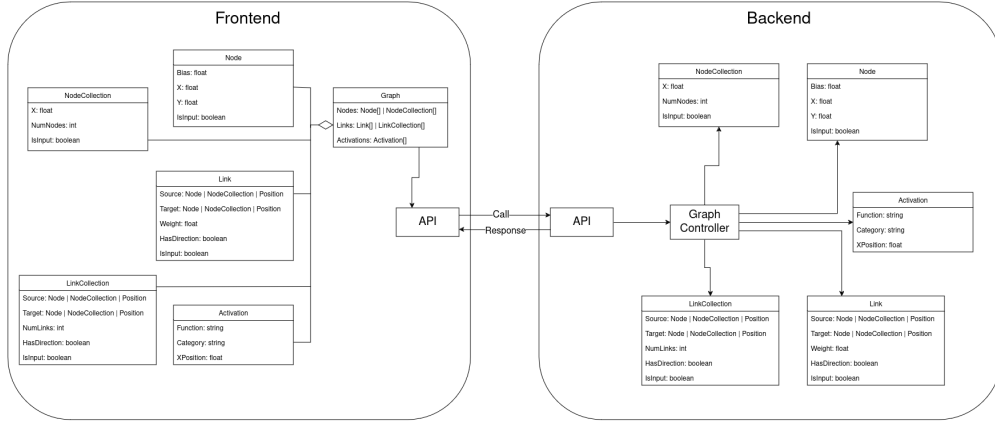 Frontend
Node
Bias: float
X: float
Y: float
IsInput: boolean
NodeCollection
X: float
NumNodes: int
IsInput: boolean
Graph
Nodes: Node[] | NodeCollection[]
Links: Link[] | LinkCollection[]
Activations: Activation[]
Link
Source: Node | NodeCollection | Position
Target: Node | NodeCollection | Position
Weight: float
HasDirection: boolean
IsInput: boolean
LinkCollection
Source: Node | NodeCollection | Position
Target: Node | NodeCollection | Position
NumLinks: int
HasDirection: boolean
IsInput: boolean
Activation
Function: string
Category: string
XPosition: float
API
Call
Response
Backend
NodeCollection
X: float
NumNodes: int
IsInput: boolean
Node
Bias: float
X: float
Y: float
IsInput: boolean
API
Graph
Controller
Activation
Function: string
Category: string
XPosition: float
LinkCollection
Source: Node | NodeCollection | Position
Target: Node | NodeCollection | Position
NumLinks: int
HasDirection: boolean
IsInput: boolean
Link
Source: Node | NodeCollection | Position
Target: Node | NodeCollection | Position
Weight: float
HasDirection: boolean
IsInput: boolean